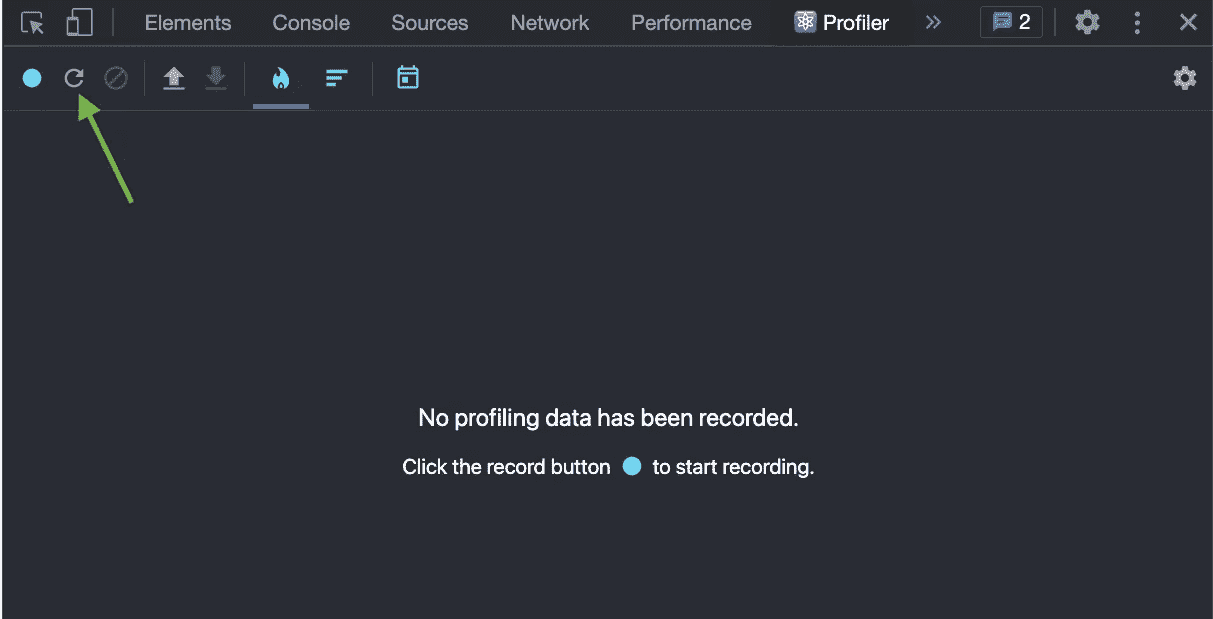 Elements Console Sources Network Performance Profiler 2
No profiling data has been recorded.
Click the record button to start recording.